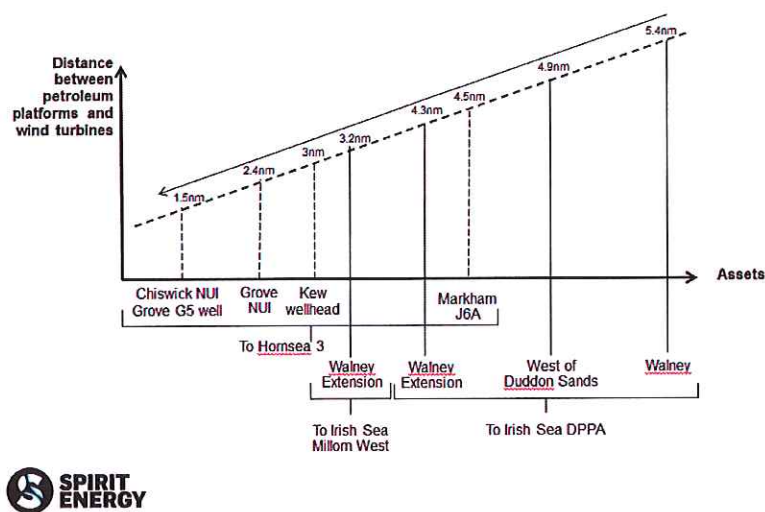 Distance
between
petroleum
platforms and
wind turbines
5.4nm
4.9nm
4.5nm
4.3nm
3.2nm
3nm
2.4nm
1.5nm
Assets
Chiswick NUI
Grove G5 well
Grove
NUI
Kew
wellhead
Markham
J6A
To Hornsea 3
Walney
Extension
Walney
Extension
West of
Duddon Sands
Walney
To Irish Sea
Millom West
To Irish Sea DPPA
SPIRIT
ENERGY